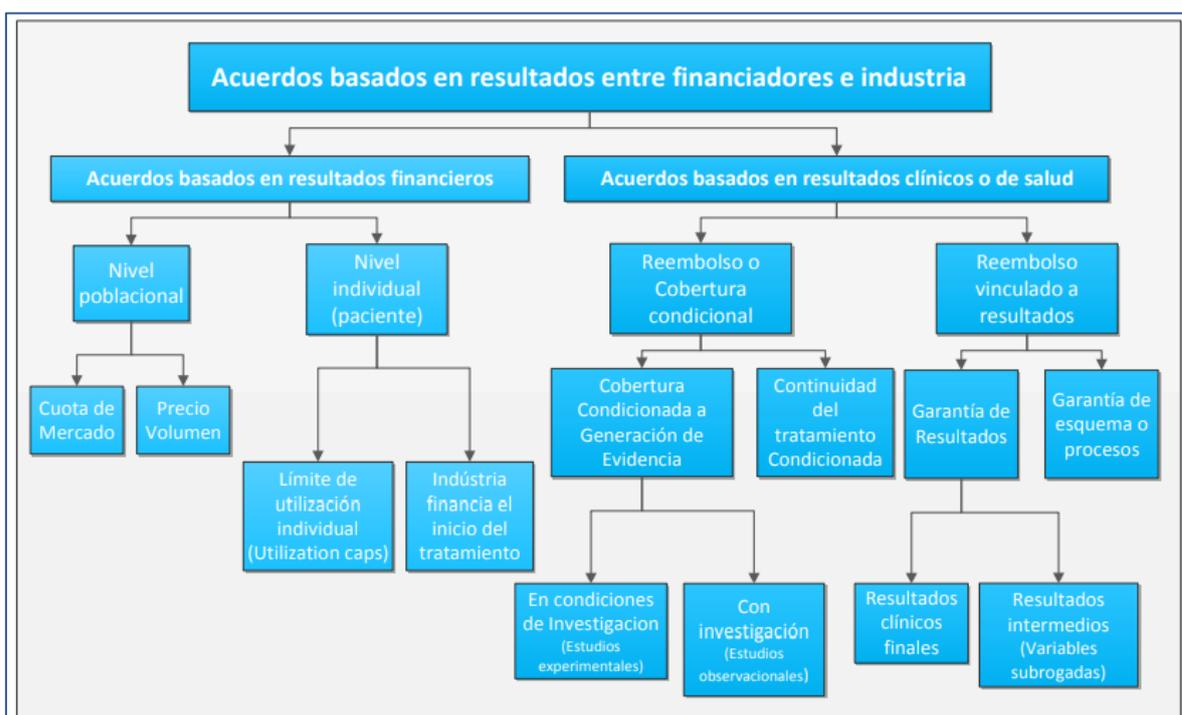 Acuerdos basados en resultados entre financiadores e industria
Acuerdos basados en resultados financieros
Acuerdos basados en resultados clínicos o de salud
Nivel
poblacional
Nivel
individual
(paciente)
Reembolso o
Cobertura
condicional
Reembolso
vinculado a
resultados
Cuota de
Mercado
Precio
Volumen
Cobertura
Condicionada a
Generación de
Evidencia
Continuidad
del
tratamiento
Condicionada
Garantía de
Resultados
Garantía de
esquema o
procesos
Límite de
utilización
individual
(Utilization caps)
Indústria
financia el
inicio del
tratamiento
En condiciones
de Investigacion
(Estudios
experimentales)
Con
investigación
(Estudios
observacionales)
Resultados
clínicos
finales
Resultados
intermedios
(Variables
subrogadas)